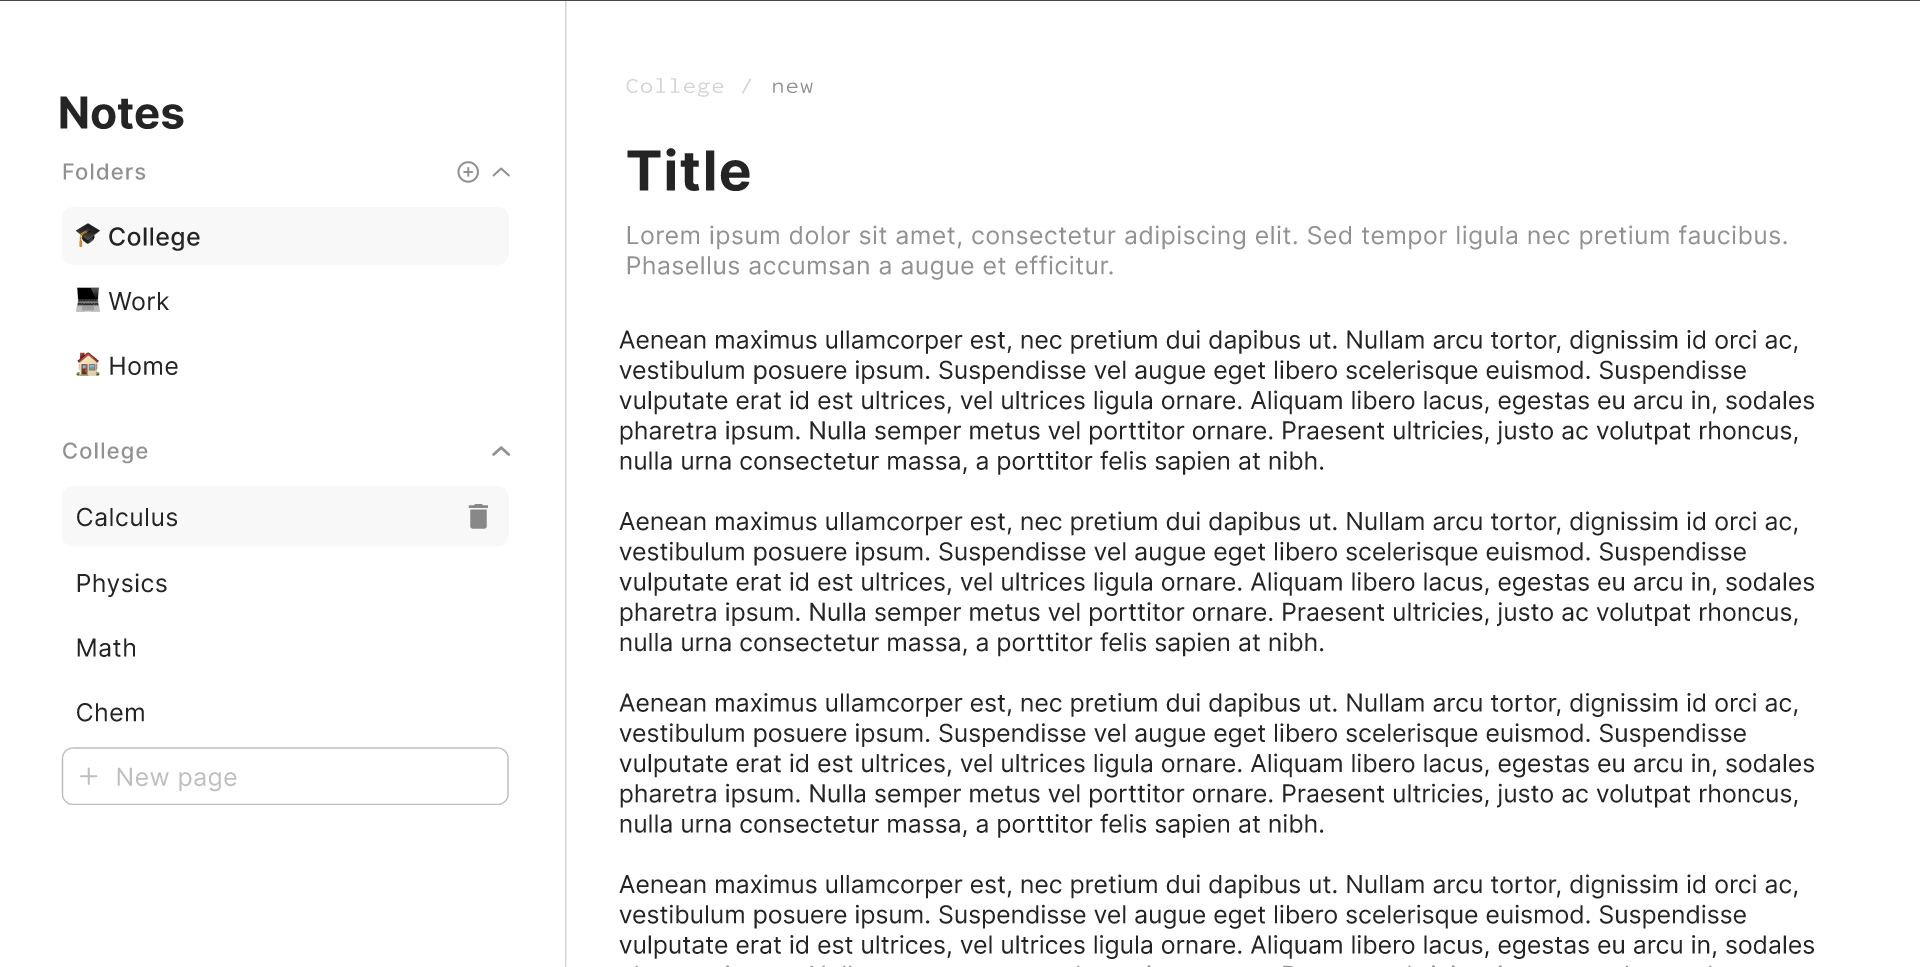 Notes
Folders
College
Work
Home
College
Calculus
Physics
Math
Chem
+ New page
College / new
Title
Lorem ipsum dolor sit amet, consectetur adipiscing elit. Sed tempor ligula nec pretium faucibus.
Phasellus accumsan a augue et efficitur.
Aenean maximus ullamcorper est, nec pretium dui dapibus ut. Nullam arcu tortor, dignissim id orci ac,
vestibulum posuere ipsum. Suspendisse vel augue eget libero scelerisque euismod. Suspendisse
vulputate erat id est ultrices, vel ultrices ligula ornare. Aliquam libero lacus, egestas eu arcu in, sodales
pharetra ipsum. Nulla semper metus vel porttitor ornare. Praesent ultricies, justo ac volutpat rhoncus,
nulla urna consectetur massa, a porttitor felis sapien at nibh.
Aenean maximus ullamcorper est, nec pretium dui dapibus ut. Nullam arcu tortor, dignissim id orci ac,
vestibulum posuere ipsum. Suspendisse vel augue eget libero scelerisque euismod. Suspendisse
vulputate erat id est ultrices, vel ultrices ligula ornare. Aliquam libero lacus, egestas eu arcu in, sodales
pharetra ipsum. Nulla semper metus vel porttitor ornare. Praesent ultricies, justo ac volutpat rhoncus,
nulla urna consectetur massa, a porttitor felis sapien at nibh.
Aenean maximus ullamcorper est, nec pretium dui dapibus ut. Nullam arcu tortor, dignissim id orci ac,
vestibulum posuere ipsum. Suspendisse vel augue eget libero scelerisque euismod. Suspendisse
vulputate erat id est ultrices, vel ultrices ligula ornare. Aliquam libero lacus, egestas eu arcu in, sodales
pharetra ipsum. Nulla semper metus vel porttitor ornare. Praesent ultricies, justo ac volutpat rhoncus,
nulla urna consectetur massa, a porttitor felis sapien at nibh.
Aenean maximus ullamcorper est, nec pretium dui dapibus ut. Nullam arcu tortor, dignissim id orci ac,
vestibulum posuere ipsum. Suspendisse vel augue eget libero scelerisque euismod. Suspendisse
vulputate erat id est ultrices, vel ultrices ligula ornare. Aliquam libero lacus, egestas eu arcu in, sodales